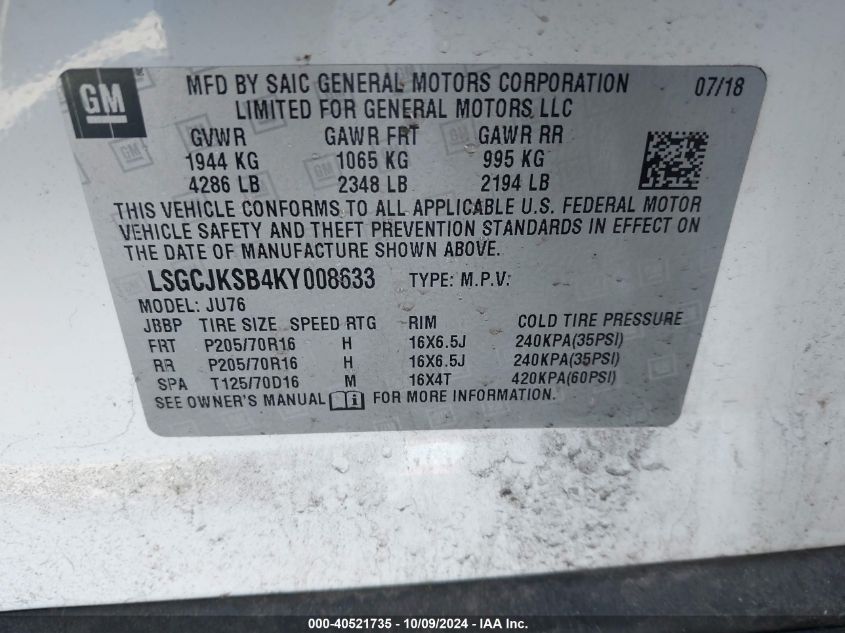 GM
MFD BY SAIC GENERAL MOTORS CORPORATION 07/18
LIMITED FOR GENERAL MOTORS LLC
GVWR GAWR FRT GAWR RR
1944 KG 1065 KG 995 KG
4286 LB 2348 LB 2194 LB
THIS VEHICLE CONFORMS TO ALL APPLICABLE U.S. FEDERAL MOTOR
VEHICLE SAFETY AND THEFT PREVENTION STANDARDS IN EFFECT ON
THE DATE OF MANUFACTURE SHOWN ABOVE.
LSGCJKSB4KY008633 TYPE: M.P.V.
MODEL: JU76
JBBP TIRE SIZE SPEED RTG RIM COLD TIRE PRESSURE
FRT P205/70R16 H 16X6.5J 240KPA(35PSI)
RR P205/70R16 H 16X6.5J 240KPA(35PSI)
SPA T125/70D16 M 16X4T 420KPA(60PSI)
SEE OWNER'S MANUAL i FOR MORE INFORMATION.
000-40521735 - 10/09/2024 - IAA Inc.